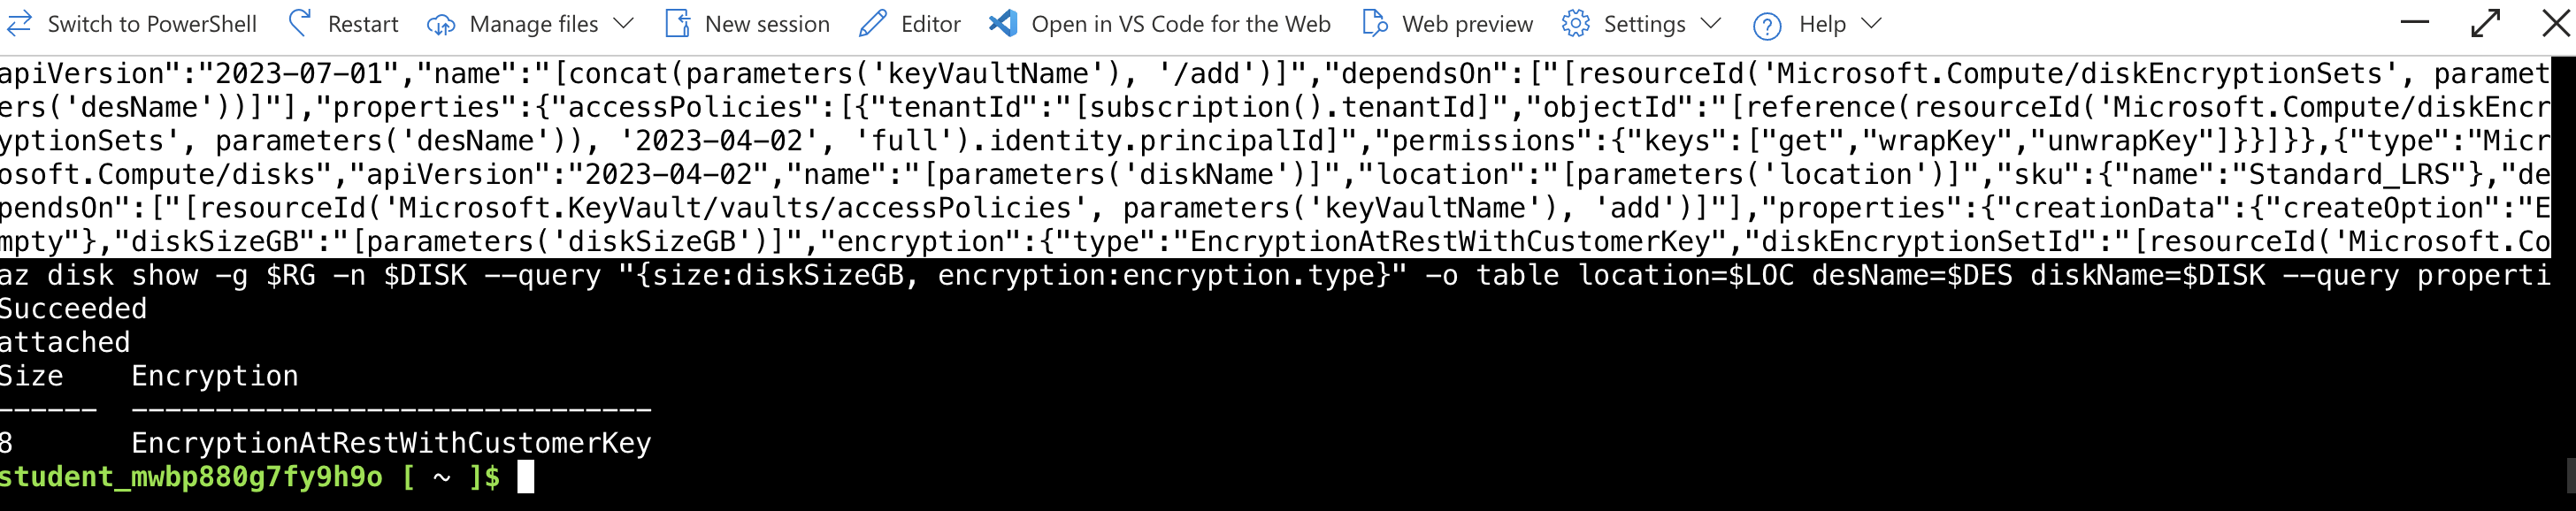 Switch to PowerShell Restart Manage files New session Editor Open in VS Code for the Web Web preview Settings Help
apiVersion":"2023-07-01","name":"[concat(parameters('keyVaultName'), '/add')]","dependsOn":["[resourceId('Microsoft.Compute/diskEncryptionSets', paramet
ers('desName'))]"],"properties":{"accessPolicies":[{"tenantId":"[subscription().tenantId]","objectId":"[reference(resourceId('Microsoft.Compute/diskEncr
yptionSets', parameters('desName')), '2023-04-02', 'full').identity.principalId]","permissions":{"keys":["get","wrapKey","unwrapKey"]}}]}},{"type":"Micr
osoft.Compute/disks","apiVersion":"2023-04-02","name":"[parameters('diskName')]","location":"[parameters('location')]","sku":{"name":"Standard_LRS"},"de
pendsOn":["[resourceId('Microsoft.KeyVault/vaults/accessPolicies', parameters('keyVaultName'), 'add')]"],"properties":{"creationData":{"createOption":"E
mpty"},"diskSizeGB":"[parameters('diskSizeGB')]","encryption":{"type":"EncryptionAtRestWithCustomerKey","diskEncryptionSetId":"[resourceId('Microsoft.Co
az disk show -g $RG -n $DISK --query "{size:diskSizeGB, encryption:encryption.type}" -o table location=$LOC desName=$DES diskName=$DISK --query properti
Succeeded
attached
Size    Encryption
------  -------------------------------
8       EncryptionAtRestWithCustomerKey
student_mwbp880g7fy9h9o [ ~ ]$